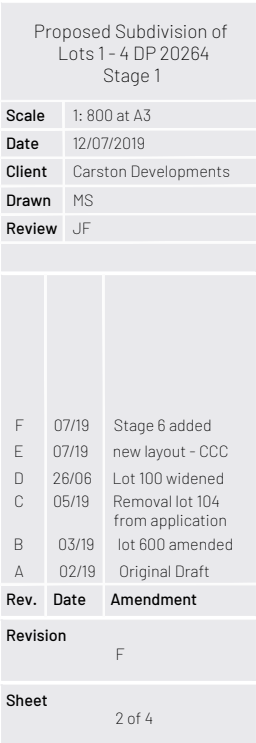 Proposed Subdivision of
Lots 1 - 4 DP 20264
Stage 1
Scale 1: 800 at A3
Date 12/07/2019
Client Carston Developments
Drawn MS
Review JF
F 07/19 Stage 6 added
E 07/19 new layout - CCC
D 26/06 Lot 100 widened
C 05/19 Removal lot 104
from application
B 03/19 lot 600 amended
A 02/19 Original Draft
Rev. Date Amendment
Revision
F
Sheet
2 of 4